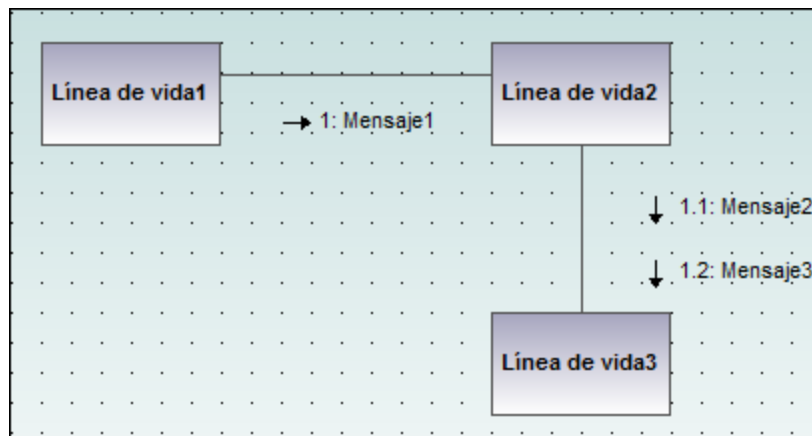 Línea de vida1
Línea de vida2
1: Mensaje1
1.1: Mensaje2
1.2: Mensaje3
Línea de vida3